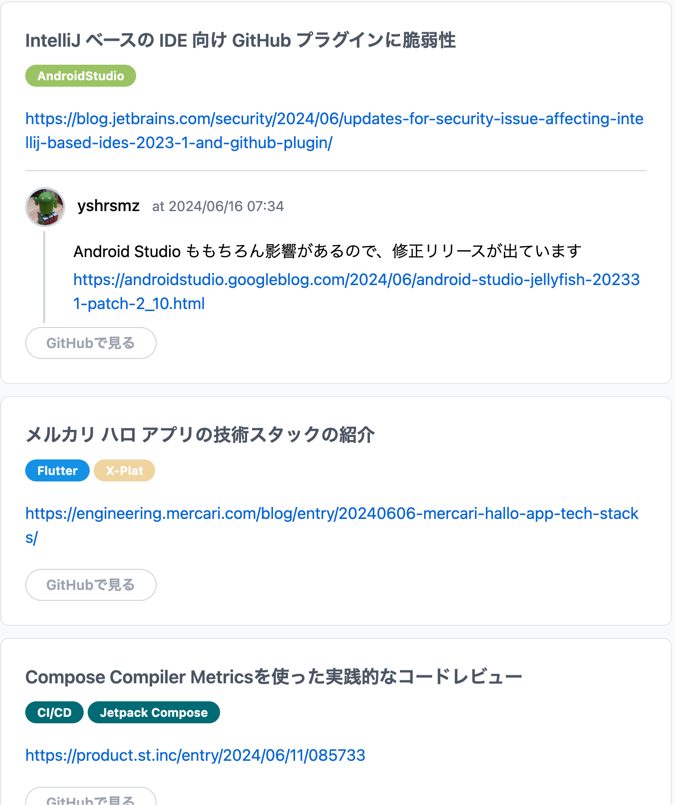 IntelliJ ベースの IDE 向け GitHub プラグインに脆弱性
AndroidStudio
https://blog.jetbrains.com/security/2024/06/updates-for-security-issue-affecting-inte
llij-based-ides-2023-1-and-github-plugin/
yshrsmz at 2024/06/16 07:34
Android Studio ももちろん影響があるので、修正リリースが出ています
https://androidstudio.googleblog.com/2024/06/android-studio-jellyfish-20233
1-patch-2_10.html
GitHubで見る
メルカリ ハロ アプリの技術スタックの紹介
Flutter X-Plat
https://engineering.mercari.com/blog/entry/20240606-mercari-hallo-app-tech-stack
s/
GitHubで見る
Compose Compiler Metricsを使った実践的なコードレビュー
CI/CD Jetpack Compose
https://product.st.inc/entry/2024/06/11/085733
GitHubで見る